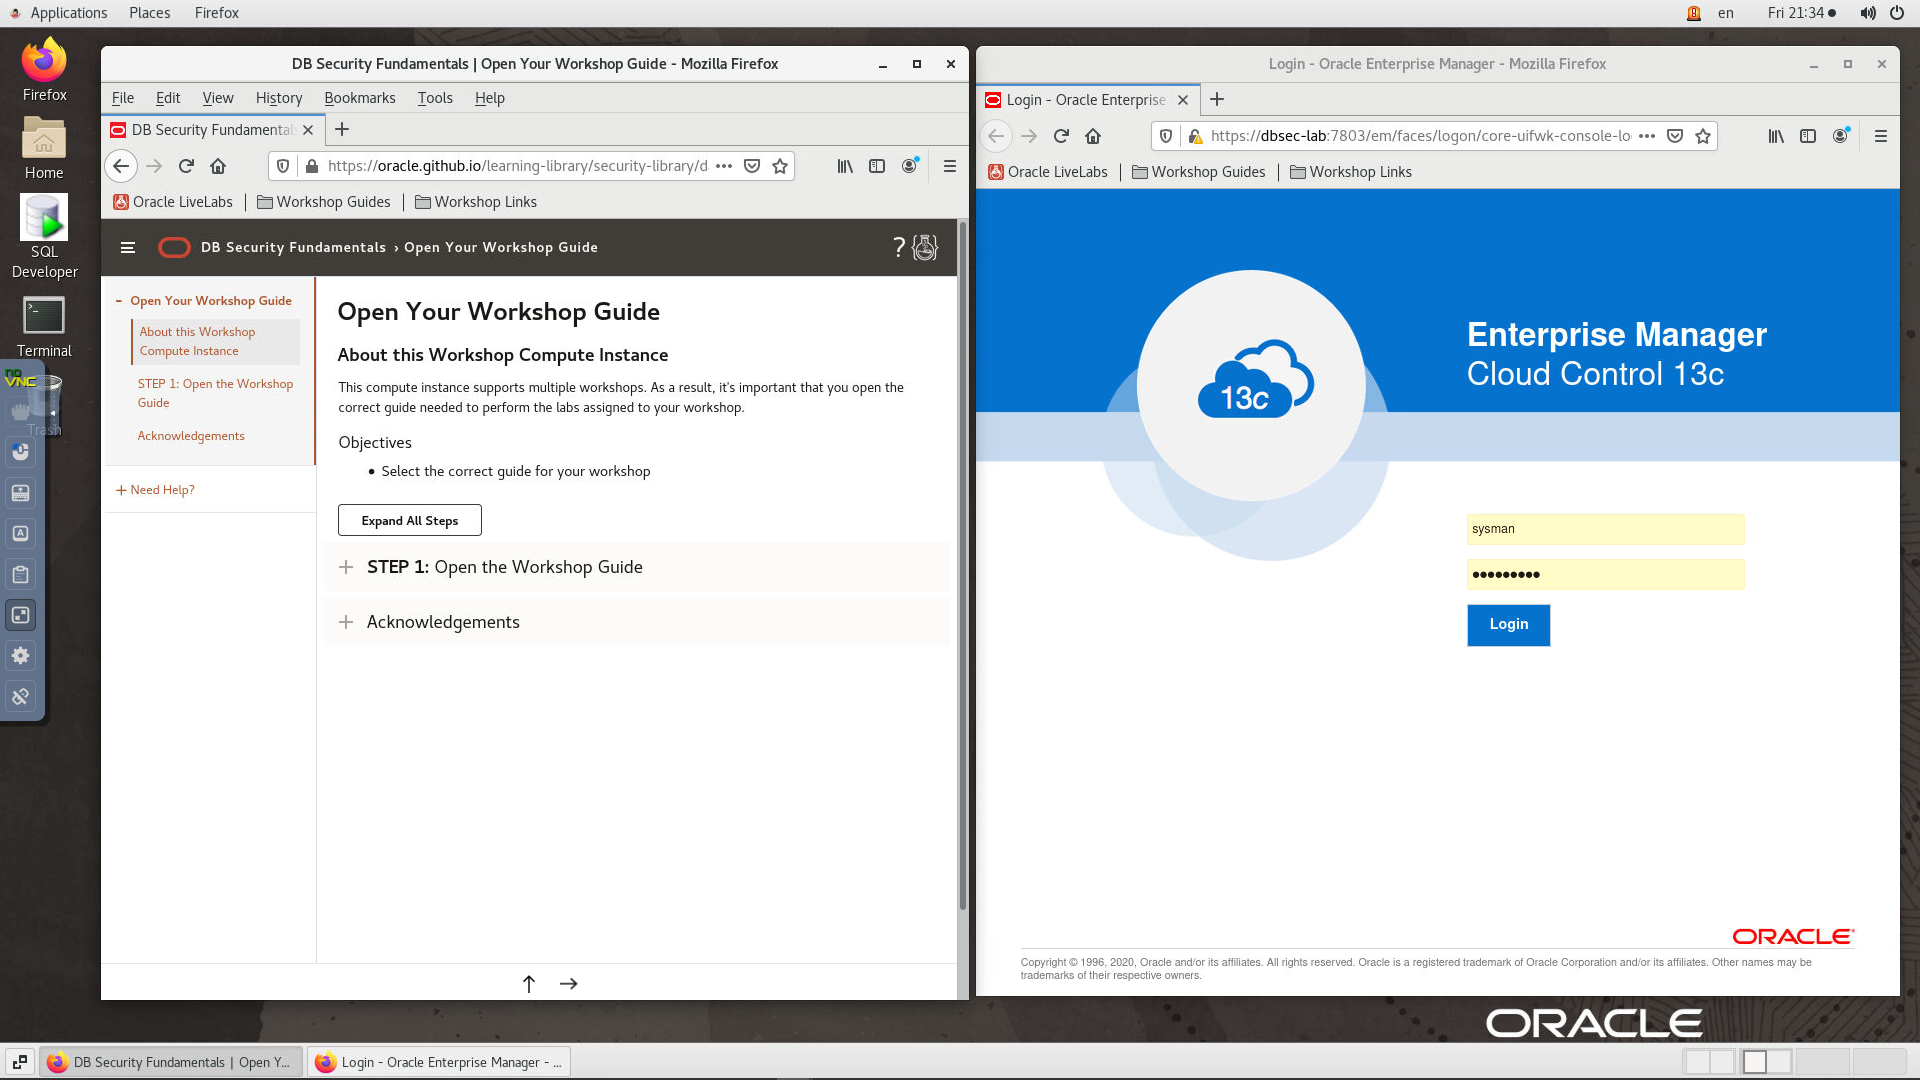 Applications Places Firefox
en Fri 21:34
Firefox
Home
SQL
Developer
Terminal
Trash
noVNC
DB Security Fundamentals | Open Your Workshop Guide - Mozilla Firefox
File Edit View History Bookmarks Tools Help
DB Security Fundamental
https://oracle.github.io/learning-library/security-library/d
Oracle LiveLabs Workshop Guides Workshop Links
DB Security Fundamentals › Open Your Workshop Guide
?
- Open Your Workshop Guide
About this Workshop
Compute Instance
STEP 1: Open the Workshop
Guide
Acknowledgements
+ Need Help?
Open Your Workshop Guide
About this Workshop Compute Instance
This compute instance supports multiple workshops. As a result, it's important that you open the
correct guide needed to perform the labs assigned to your workshop.
Objectives
• Select the correct guide for your workshop
Expand All Steps
+ STEP 1: Open the Workshop Guide
+ Acknowledgements
Login - Oracle Enterprise Manager - Mozilla Firefox
Login - Oracle Enterprise
https://dbsec-lab:7803/em/faces/logon/core-uifwk-console-lo
Oracle LiveLabs Workshop Guides Workshop Links
13c
Enterprise Manager
Cloud Control 13c
sysman
Login
ORACLE
Copyright © 1996, 2020, Oracle and/or its affiliates. All rights reserved. Oracle is a registered trademark of Oracle Corporation and/or its affiliates. Other names may be
trademarks of their respective owners.
ORACLE
DB Security Fundamentals | Open Y...
Login - Oracle Enterprise Manager - ...